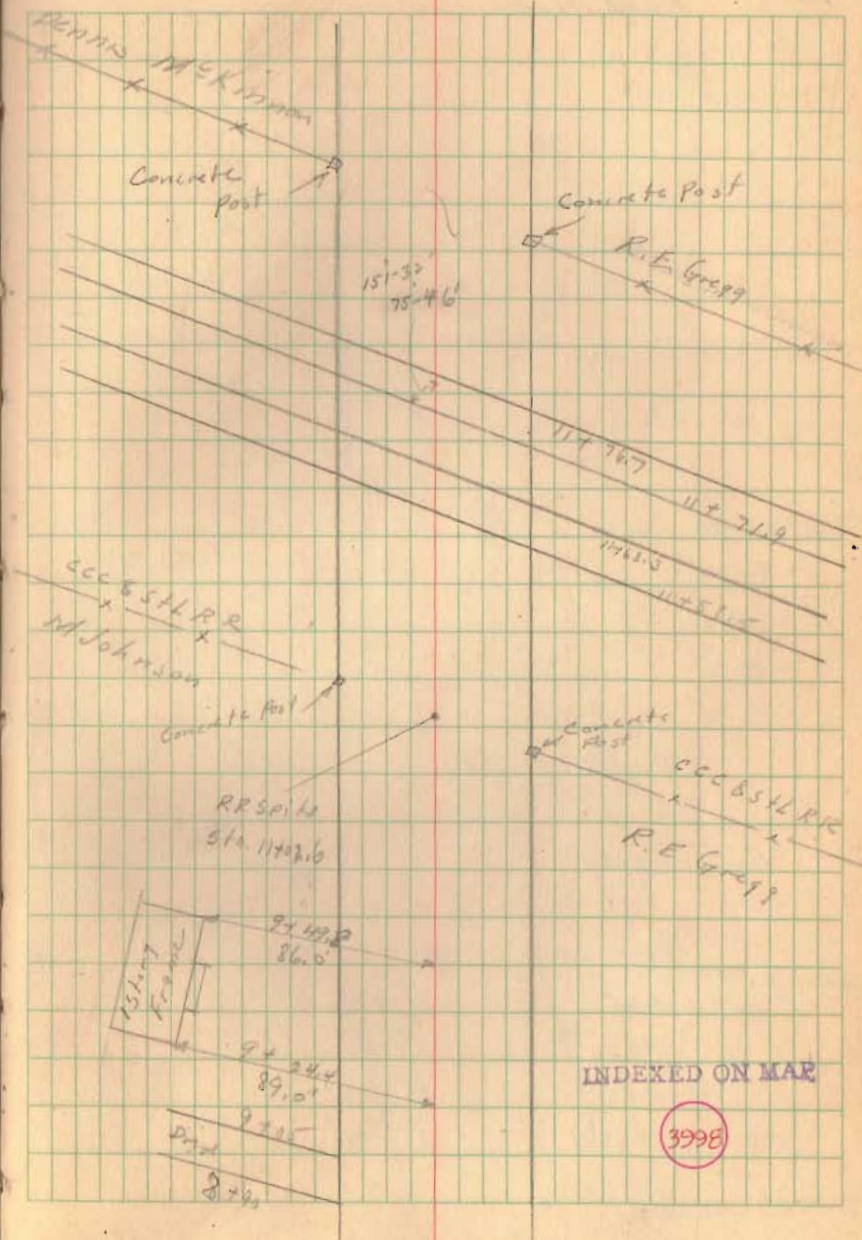 Dennis McKinnon
Concrete
Post
Concrete Post
R.E. Gregg
151-32'
75-46'
11+76.7
11+71.9
11+63.3
11+58.5
CCC & StL RR
M Johnson
Concrete Post
Concrete
Post
CCC & StL RR
R.E Gregg
RR Spike
Sta. 11+02.6
9+49.8
86.0'
1 Story
Frame
9+24.4
89.0'
9+05
Drive
8+90
INDEXED ON MAP
3998